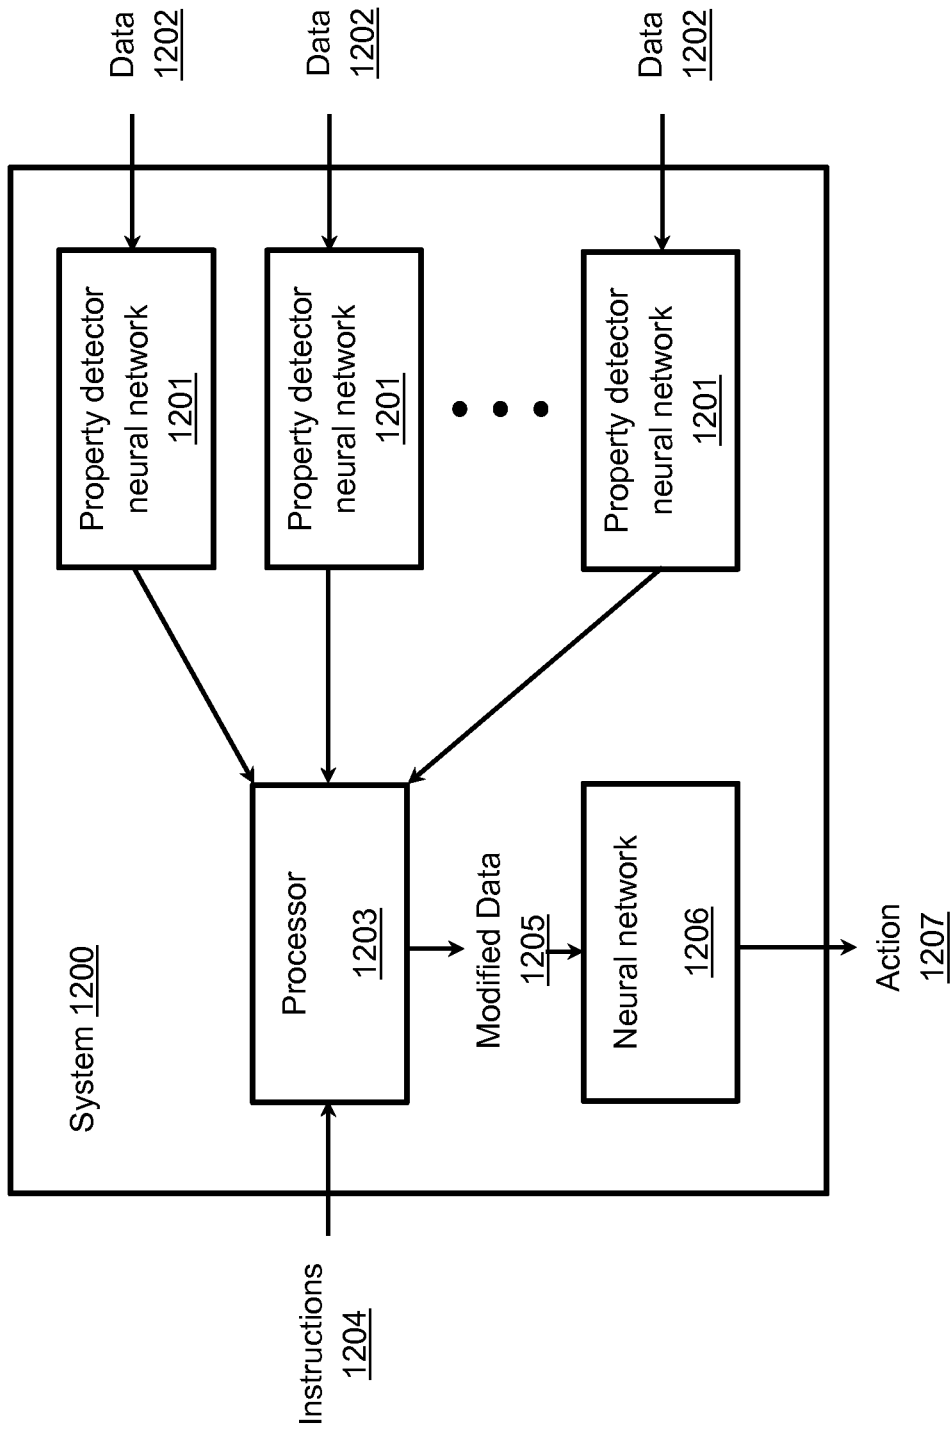 System 1200
Instructions
1204
Processor
1203
Modified Data
1205
Neural network
1206
Action
1207
Property detector
neural network
1201
Property detector
neural network
1201
Property detector
neural network
1201
Data
1202
Data
1202
Data
1202